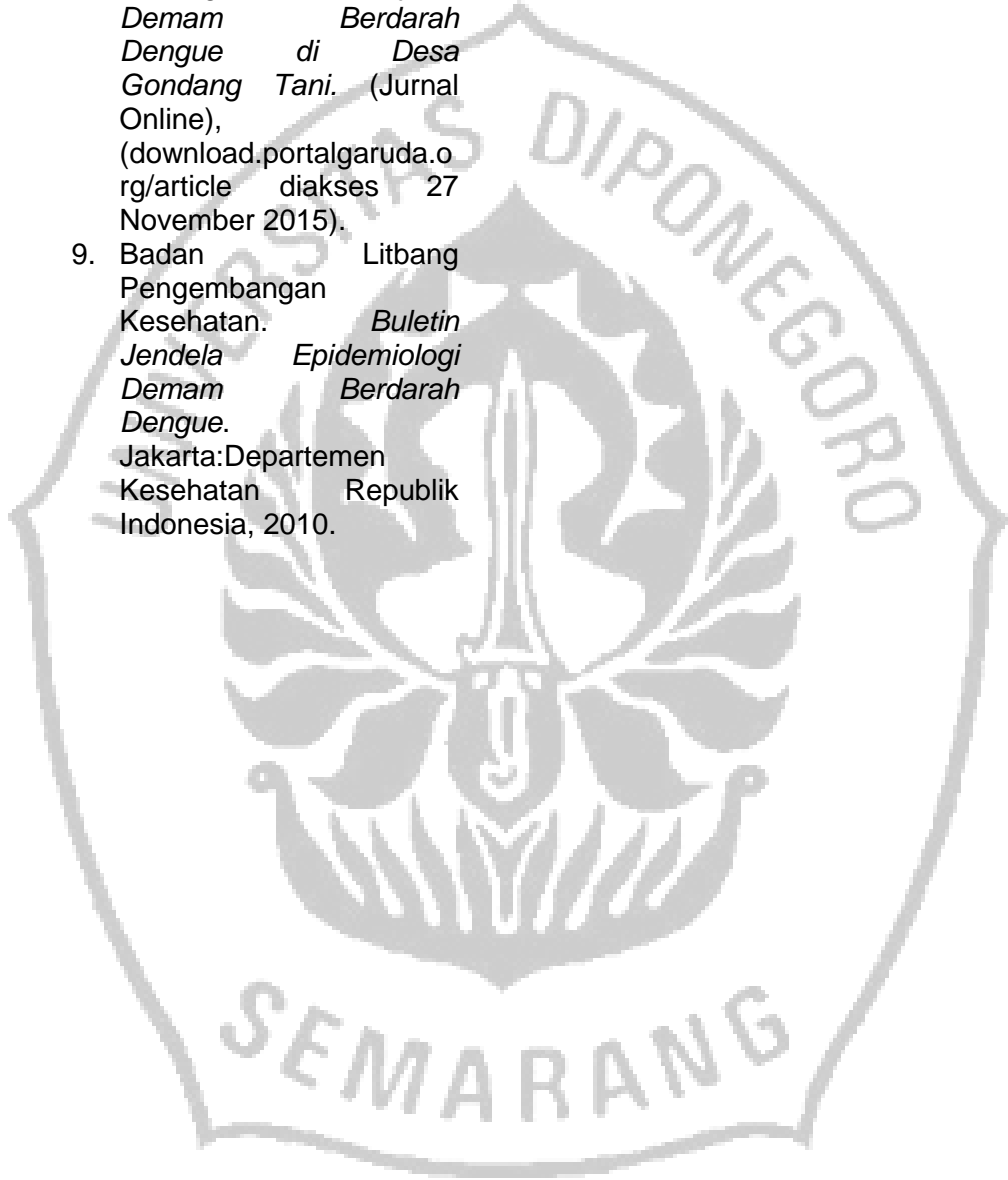 Demam Berdarah
Dengue di Desa
Gondang Tani. (Jurnal
Online),
(download.portalgaruda.o
rg/article diakses 27
November 2015).
9. Badan Litbang
Pengembangan
Kesehatan. Buletin
Jendela Epidemiologi
Demam Berdarah
Dengue.
Jakarta:Departemen
Kesehatan Republik
Indonesia, 2010.
UNIVERSITAS DIPONEGORO
SEMARANG